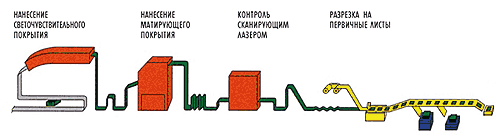 НАНЕСЕНИЕ
СВЕТОЧУВСТВИТЕЛЬНОГО
ПОКРЫТИЯ
НАНЕСЕНИЕ
МАТИРУЮЩЕГО
ПОКРЫТИЯ
КОНТРОЛЬ
СКАНИРУЮЩИМ
ЛАЗЕРОМ
РАЗРЕЗКА НА
ПЕРВИЧНЫЕ ЛИСТЫ